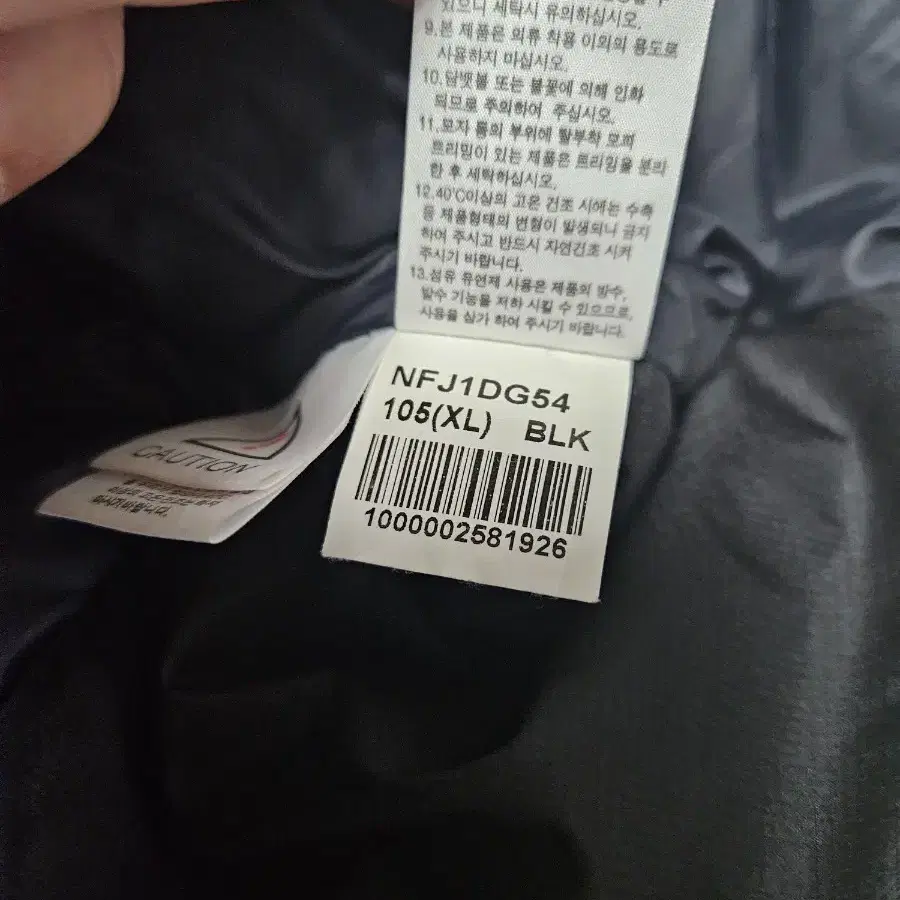 있으니 세탁시 유의하십시오.
9.본 제품은 의류 착용 이외의 용도로
사용하지 마십시오.
10.담뱃불 또는 불꽃에 의해 인화
되므로 주의하여 주십시오.
11.모자 등의 부위에 탈부착 모피
트리밍이 있는 제품은 트리밍을 분리
한 후 세탁하십시오.
12.40℃이상의 고온 건조 시에는 수축
등 제품형태의 변형이 발생되니 금지
하여 주시고 반드시 자연건조 시켜
주시기 바랍니다.
13.섬유 유연제 사용은 제품의 방수,
발수 기능을 저하 시킬 수 있으므로,
사용을 삼가 하여 주시기 바랍니다.
NFJ1DG54
105(XL) BLK
1000002581926
CAUTION
하시기 바랍니다.